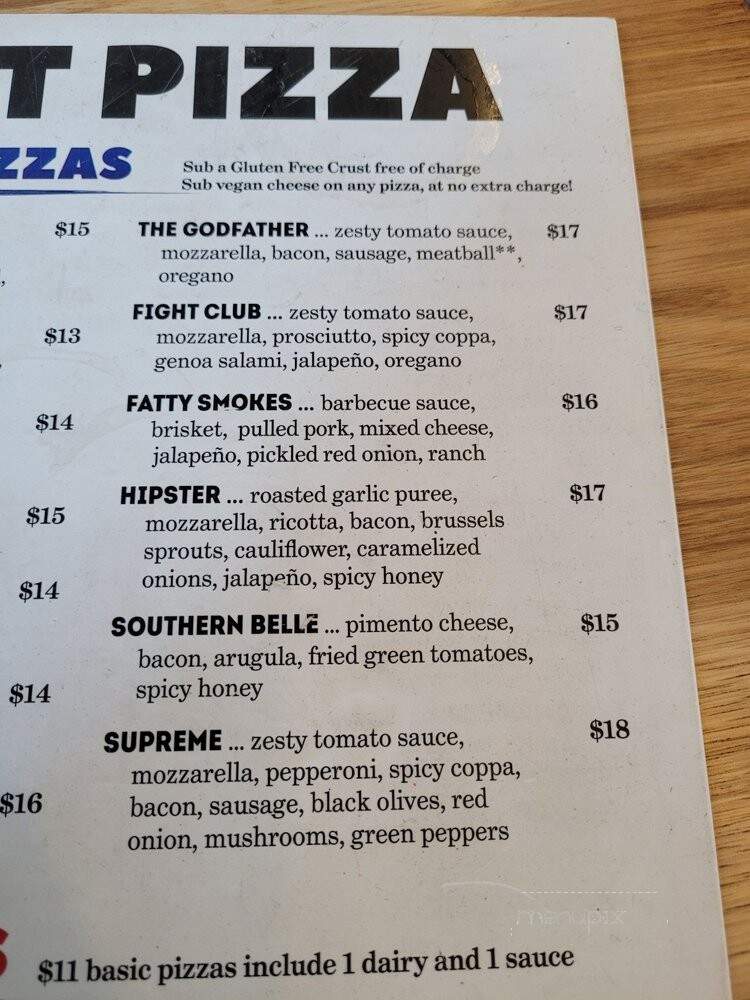 T PIZZA
ZZAS
Sub a Gluten Free Crust free of charge
Sub vegan cheese on any pizza, at no extra charge!
$15
$13
$14
$15
$14
$14
$16
THE GODFATHER ... zesty tomato sauce, $17
mozzarella, bacon, sausage, meatball**,
oregano
FIGHT CLUB ... zesty tomato sauce, $17
mozzarella, prosciutto, spicy coppa,
genoa salami, jalapeño, oregano
FATTY SMOKES ... barbecue sauce, $16
brisket, pulled pork, mixed cheese,
jalapeño, pickled red onion, ranch
HIPSTER ... roasted garlic puree, $17
mozzarella, ricotta, bacon, brussels
sprouts, cauliflower, caramelized
onions, jalapeño, spicy honey
SOUTHERN BELLE ... pimento cheese, $15
bacon, arugula, fried green tomatoes,
spicy honey
SUPREME ... zesty tomato sauce, $18
mozzarella, pepperoni, spicy coppa,
bacon, sausage, black olives, red
onion, mushrooms, green peppers
S $11 basic pizzas include 1 dairy and 1 sauce
menupix